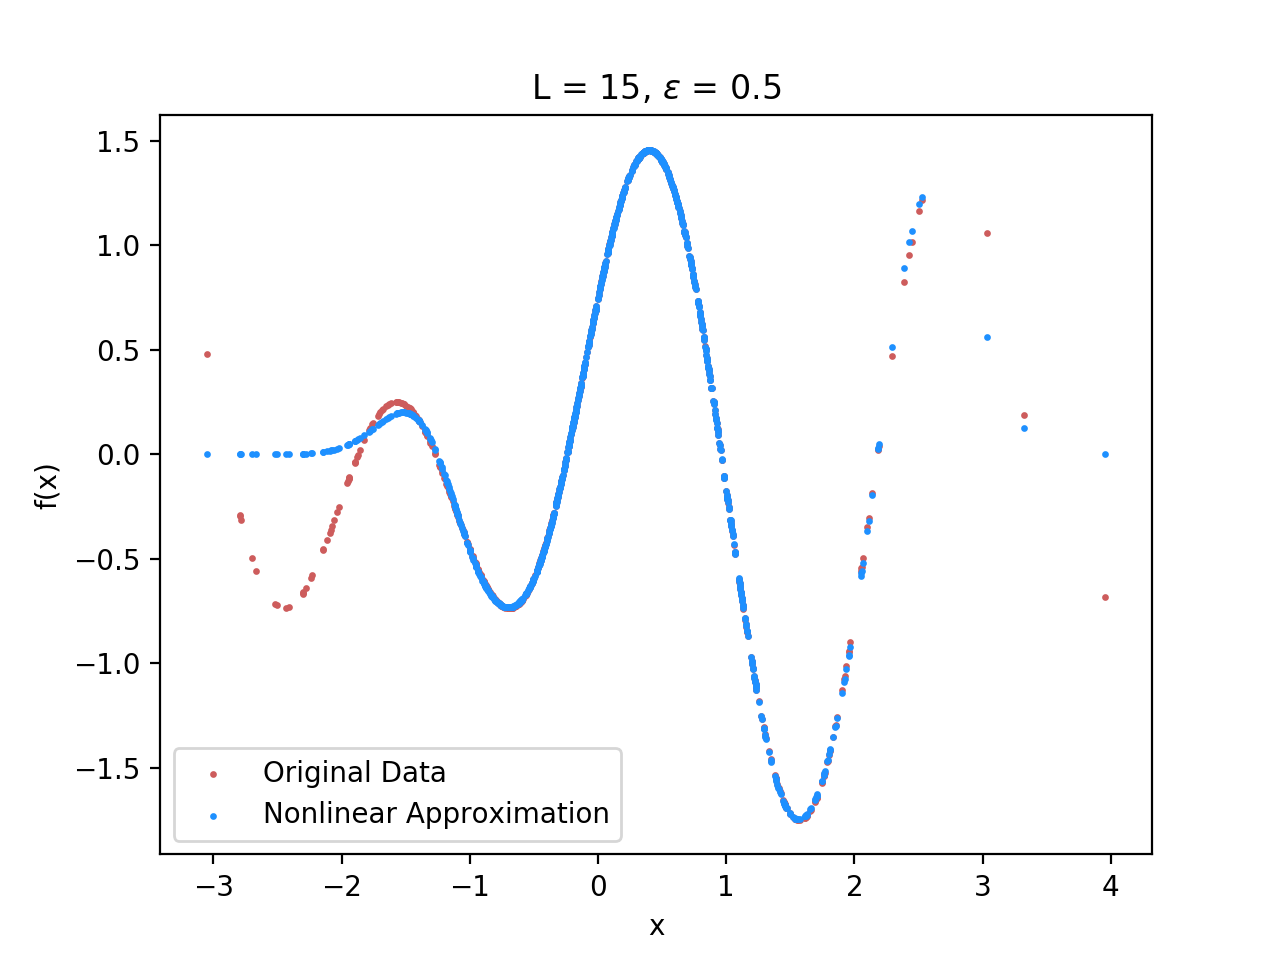 L = 15, ε = 0.5
1.5
1.0
0.5
0.0
−0.5
−1.0
−1.5
f(x)
Original Data
Nonlinear Approximation
−3 −2 −1 0 1 2 3 4
x